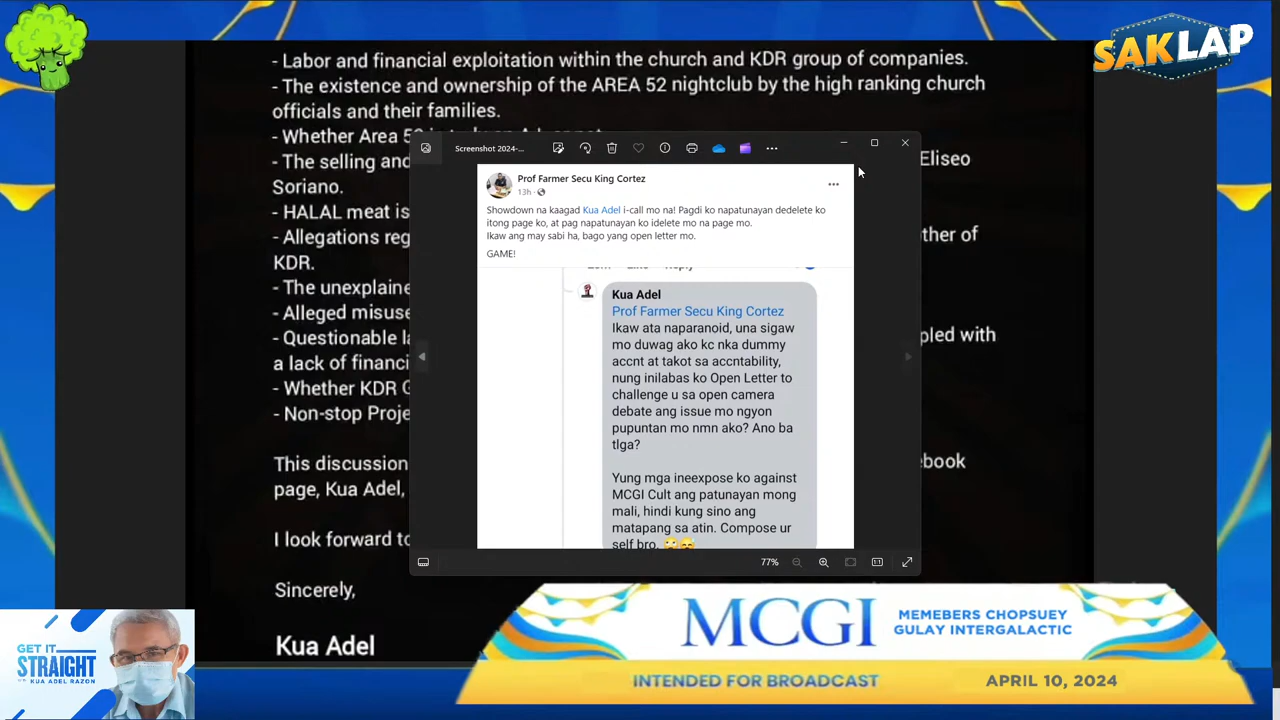 SAKLAP
- Labor and financial exploitation within the church and KDR group of companies.
- The existence and ownership of the AREA 52 nightclub by the high ranking church
officials and their families.
- Whether Area
- The selling and
Eliseo
Soriano.
- HALAL meat is
- Allegations
ther of
KDR.
- The unexplaine
- Alleged misuse
- Questionable
pled with
a lack of financi
- Whether KDR
- Non-stop Proje
This discussion
ebook
page, Kua Adel,
I look forward to
Sincerely,
Kua Adel
Screenshot 2024-...
Prof Farmer Secu King Cortez
13h ·
Showdown na kaagad Kua Adel i-call mo na! Pagdi ko napatunayan dedelete ko
itong page ko, at pag napatunayan ko idelete mo na page mo.
Ikaw ang may sabi ha, bago yang open letter mo.
GAME!
Kua Adel
Prof Farmer Secu King Cortez
Ikaw ata naparanoid, una sigaw
mo duwag ako kc nka dummy
accnt at takot sa accntability,
nung inilabas ko Open Letter to
challenge u sa open camera
debate ang issue mo ngyon
pupuntan mo nmn ako? Ano ba
tlga?
Yung mga ineexpose ko against
MCGI Cult ang patunayan mong
mali, hindi kung sino ang
matapang sa atin. Compose ur
self bro. 
77%
GET IT
STRAIGHT
KUA ADEL RAZON
MCGI
MEMEBERS CHOPSUEY
GULAY INTERGALACTIC
INTENDED FOR BROADCAST
APRIL 10, 2024